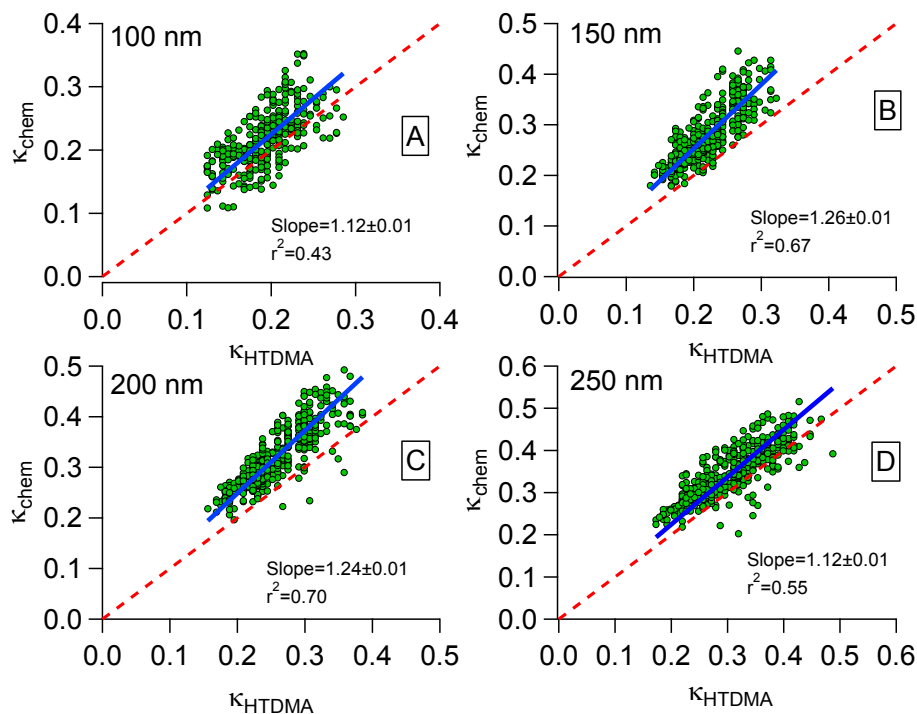 100 nm
A
Slope=1.12±0.01
r²=0.43
κchem
0.4
0.3
0.2
0.1
0.0
0.0 0.1 0.2 0.3 0.4
κHTDMA
150 nm
B
Slope=1.26±0.01
r²=0.67
κchem
0.5
0.4
0.3
0.2
0.1
0.0
0.0 0.1 0.2 0.3 0.4 0.5
κHTDMA
200 nm
C
Slope=1.24±0.01
r²=0.70
κchem
0.5
0.4
0.3
0.2
0.1
0.0
0.0 0.1 0.2 0.3 0.4 0.5
κHTDMA
250 nm
D
Slope=1.12±0.01
r²=0.55
κchem
0.6
0.5
0.4
0.3
0.2
0.1
0.0
0.0 0.1 0.2 0.3 0.4 0.5 0.6
κHTDMA